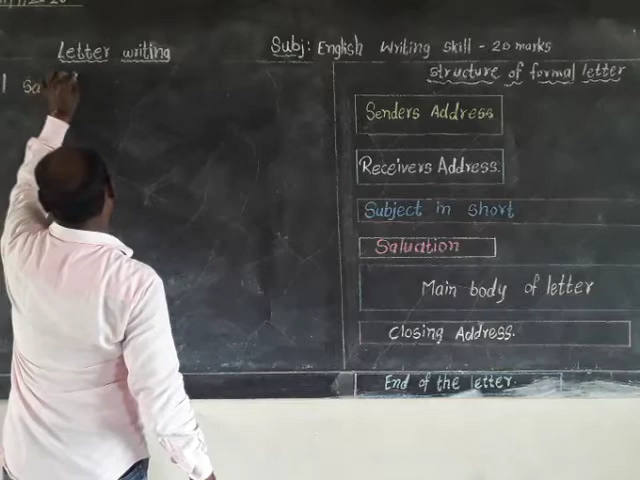 Letter writing
Subj: English Writing skill - 20 marks
structure of formal letter
Senders Address
Receivers Address.
Subject in short
Saluation
Main body of letter
Closing Address.
End of the letter.